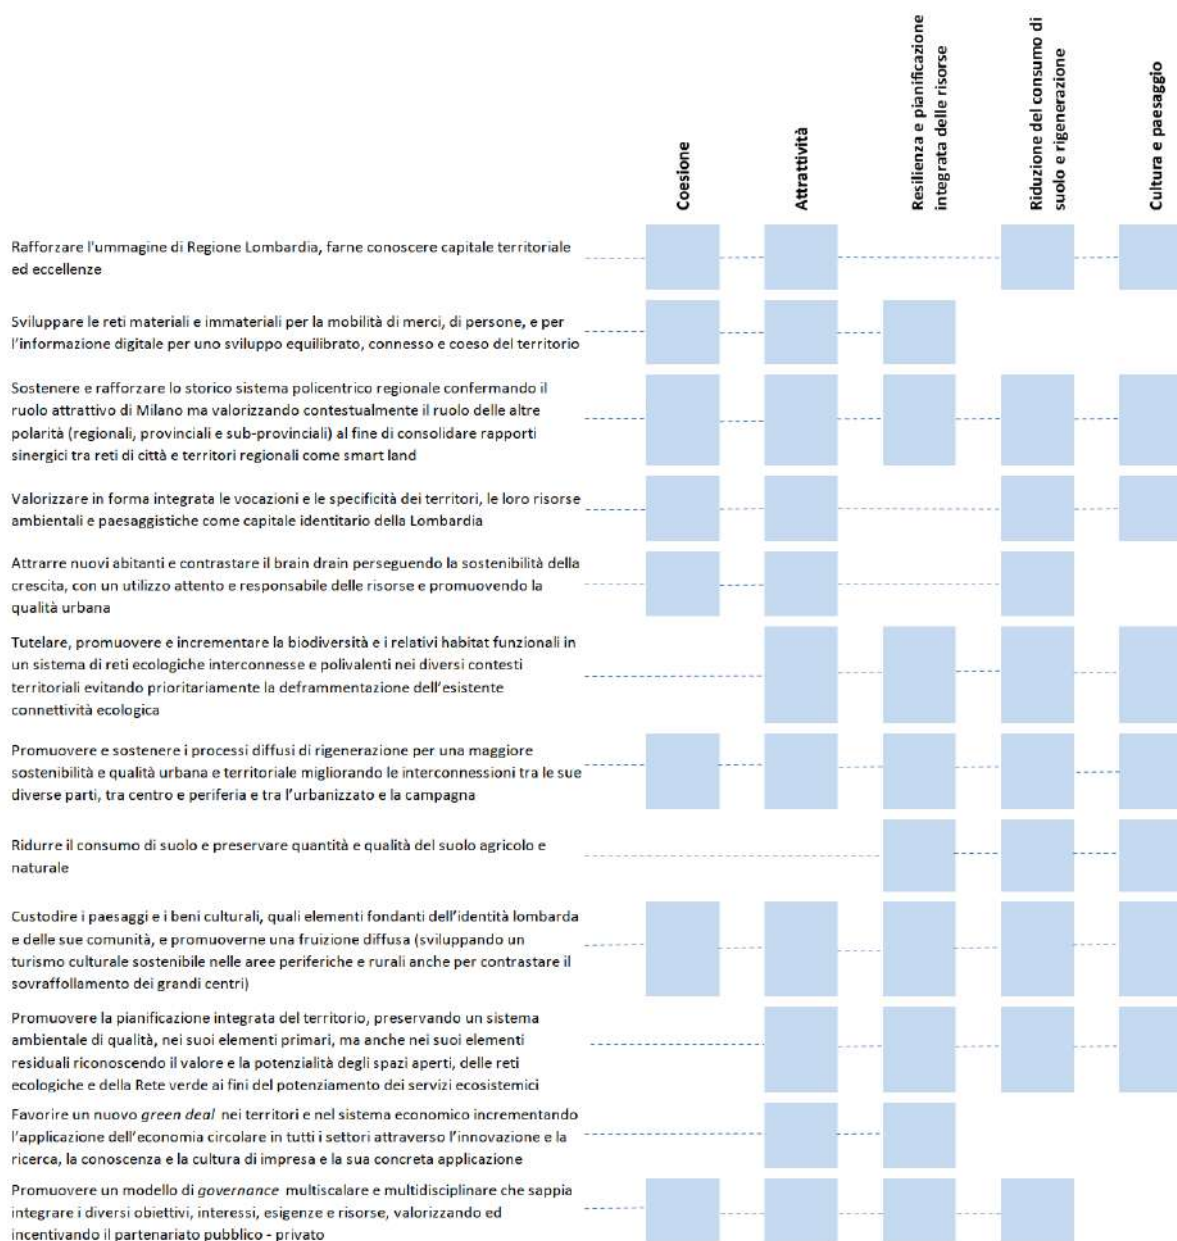 Coesione
Attrattività
Resilienza e pianificazione
integrata delle risorse
Riduzione del consumo di
suolo e rigenerazione
Cultura e paesaggio
Rafforzare l'ummagine di Regione Lombardia, farne conoscere capitale territoriale
ed eccellenze
Sviluppare le reti materiali e immateriali per la mobilità di merci, di persone, e per
l'informazione digitale per uno sviluppo equilibrato, connesso e coeso del territorio
Sostenere e rafforzare lo storico sistema policentrico regionale confermando il
ruolo attrattivo di Milano ma valorizzando contestualmente il ruolo delle altre
polarità (regionali, provinciali e sub-provinciali) al fine di consolidare rapporti
sinergici tra reti di città e territori regionali come smart land
Valorizzare in forma integrata le vocazioni e le specificità dei territori, le loro risorse
ambientali e paesaggistiche come capitale identitario della Lombardia
Attrarre nuovi abitanti e contrastare il brain drain perseguendo la sostenibilità della
crescita, con un utilizzo attento e responsabile delle risorse e promuovendo la
qualità urbana
Tutelare, promuovere e incrementare la biodiversità e i relativi habitat funzionali in
un sistema di reti ecologiche interconnesse e polivalenti nei diversi contesti
territoriali evitando prioritariamente la deframmentazione dell'esistente
connettività ecologica
Promuovere e sostenere i processi diffusi di rigenerazione per una maggiore
sostenibilità e qualità urbana e territoriale migliorando le interconnessioni tra le sue
diverse parti, tra centro e periferia e tra l'urbanizzato e la campagna
Ridurre il consumo di suolo e preservare quantità e qualità del suolo agricolo e
naturale
Custodire i paesaggi e i beni culturali, quali elementi fondanti dell'identità lombarda
e delle sue comunità, e promuoverne una fruizione diffusa (sviluppando un
turismo culturale sostenibile nelle aree periferiche e rurali anche per contrastare il
sovraffollamento dei grandi centri)
Promuovere la pianificazione integrata del territorio, preservando un sistema
ambientale di qualità, nei suoi elementi primari, ma anche nei suoi elementi
residuali riconoscendo il valore e la potenzialità degli spazi aperti, delle reti
ecologiche e della Rete verde ai fini del potenziamento dei servizi ecosistemici
Favorire un nuovo green deal nei territori e nel sistema economico incrementando
l'applicazione dell'economia circolare in tutti i settori attraverso l'innovazione e la
ricerca, la conoscenza e la cultura di impresa e la sua concreta applicazione
Promuovere un modello di governance multiscalare e multidisciplinare che sappia
integrare i diversi obiettivi, interessi, esigenze e risorse, valorizzando ed
incentivando il partenariato pubblico - privato